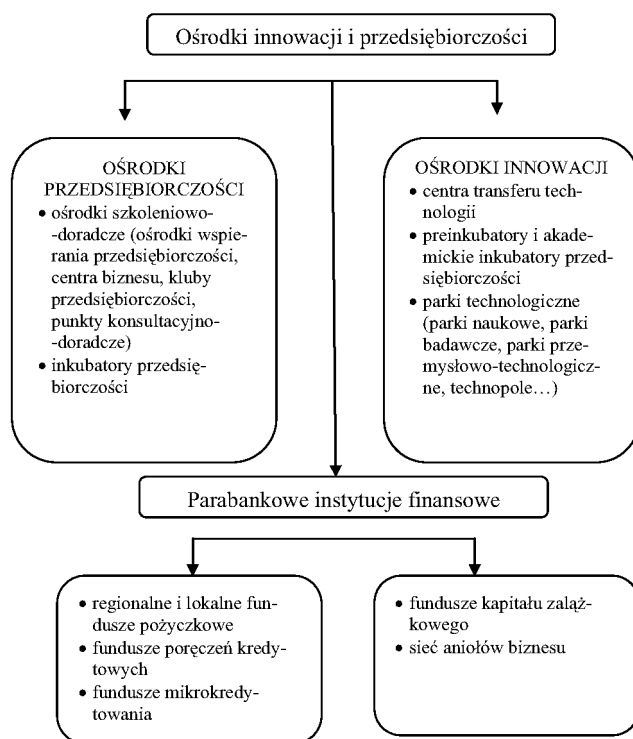 Ośrodki innowacji i przedsiębiorczości
OŚRODKI
PRZEDSIĘBIORCZOŚCI
• ośrodki szkoleniowo-
-doradcze (ośrodki wspie-
rania przedsiębiorczości,
centra biznesu, kluby
przedsiębiorczości,
punkty konsultacyjno-
-doradcze)
• inkubatory przedsię-
biorczości
OŚRODKI INNOWACJI
• centra transferu tech-
nologii
• preinkubatory i akade-
mickie inkubatory przed-
siębiorczości
• parki technologiczne
(parki naukowe, parki
badawcze, parki prze-
mysłowo-technologicz-
ne, technopole…)
Parabankowe instytucje finansowe
• regionalne i lokalne fun-
dusze pożyczkowe
• fundusze poręczeń kredy-
towych
• fundusze mikrokredy-
towania
• fundusze kapitału zaląż-
kowego
• sieć aniołów biznesu